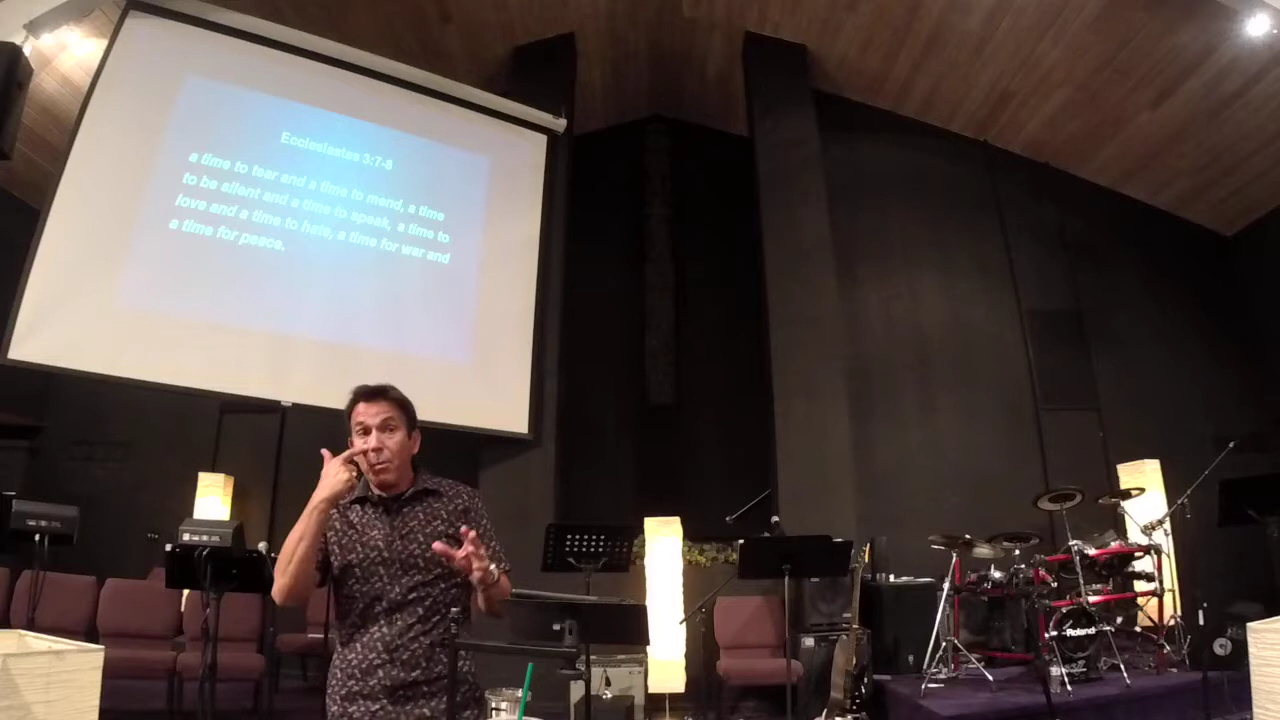 Ecclesiastes 3:7-8
a time to tear and a time to mend, a time
to be silent and a time to speak, a time to
love and a time to hate, a time for war and
a time for peace.
Roland